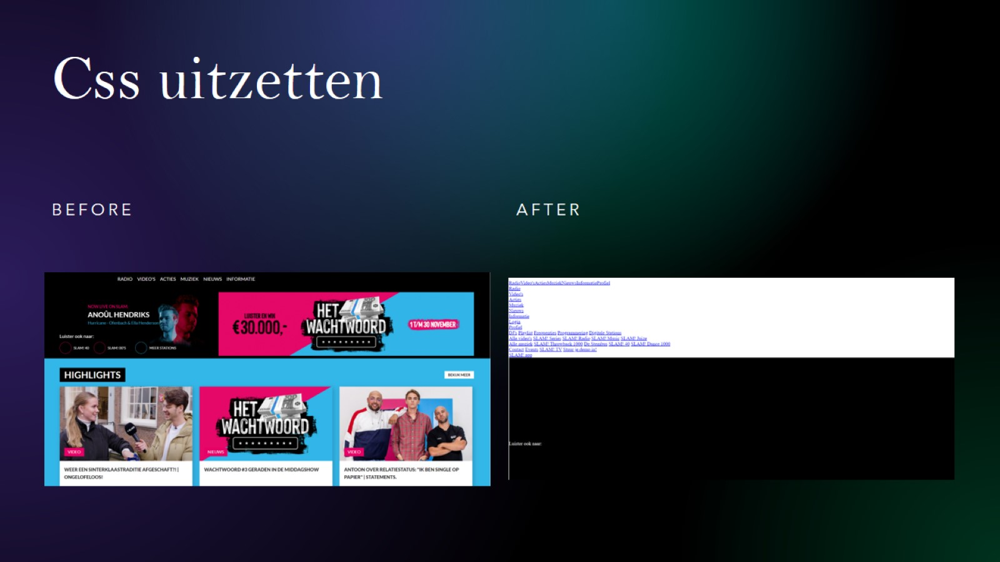 Css uitzetten
BEFORE
AFTER
RADIO VIDEO'S ACTIES MUZIEK NIEUWS INFORMATIE
NOW LIVE ON SLAM!
ANOÛL HENDRIKS
Hurricane - Ofenbach & Ella Henderson
Luister ook naar:
SLAM! 40 SLAM! 00'S MEER STATIONS
LUISTER EN WIN
€30.000,-
HET
WACHTWOORD
1 T/M 30 NOVEMBER
HIGHLIGHTS
BEKIJK MEER
VIDEO
WEER EEN SINTERKLAASTRADITIE AFGESCHAFT?! |
ONGELOFELOOS!
HET
WACHTWOORD
NIEUWS
WACHTWOORD #3 GERADEN IN DE MIDDAGSHOW
VIDEO
ANTOON OVER RELATIESTATUS: "IK BEN SINGLE OP
PAPIER" | STATEMENTS.
RadioVideo'sActiesMuziekNieuwsInformatieProfiel
Radio
Video's
Acties
Muziek
Nieuws
Informatie
Login
Profiel
DJ's Playlist Frequenties Programmering Digitale Stations
Alle video's SLAM! Series SLAM! Radio SLAM! Music SLAM! Juize
Alle muziek SLAM! Throwback 1000 De Stembus SLAM! 40 SLAM! Dance 1000
Contact Events SLAM! TV Stuur je demo in!
SLAM! app
Luister ook naar: